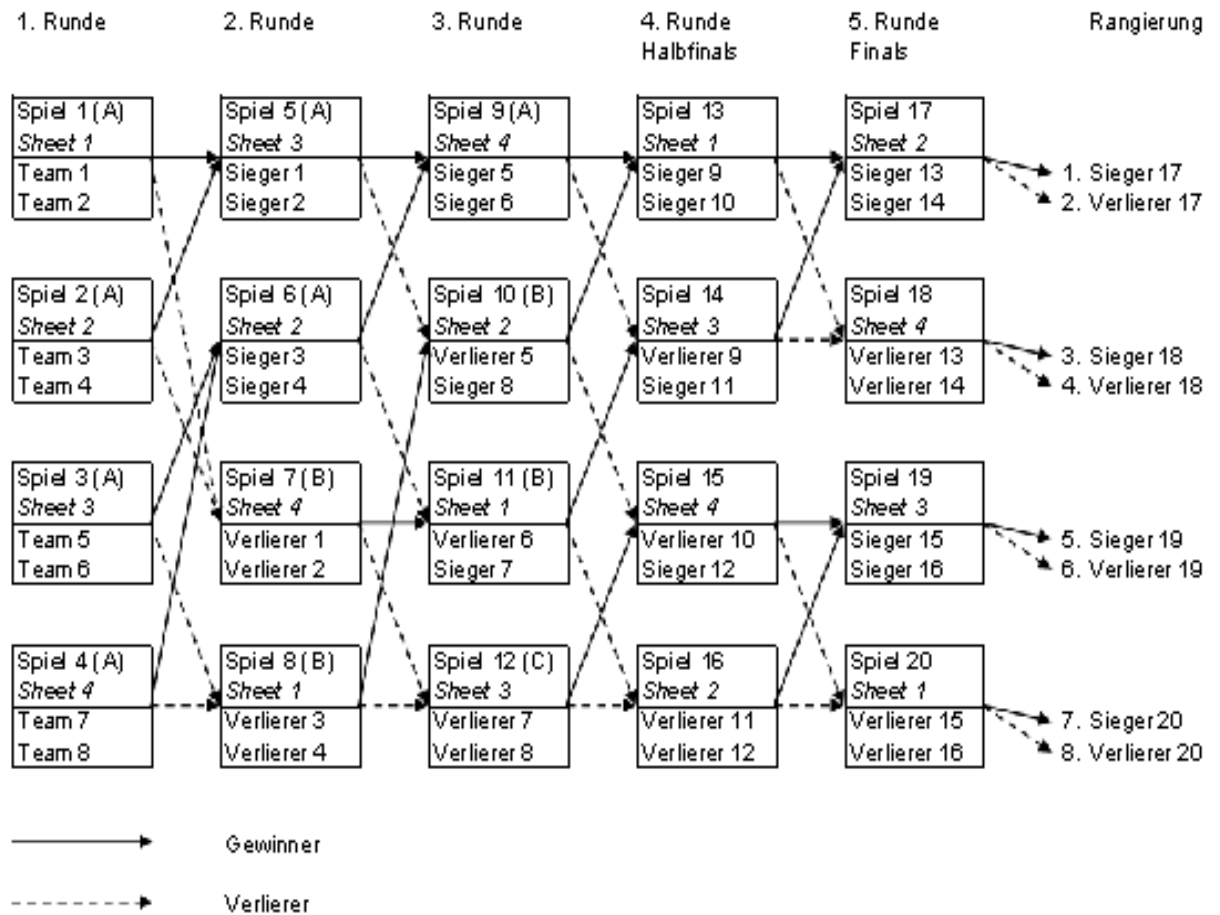 1. Runde
2. Runde
3. Runde
4. Runde
Halbfinals
5. Runde
Finals
Rangierung
Spiel 1 (A)
Sheet 1
Team 1
Team 2
Spiel 5 (A)
Sheet 3
Sieger 1
Sieger 2
Spiel 9 (A)
Sheet 4
Sieger 5
Sieger 6
Spiel 13
Sheet 1
Sieger 9
Sieger 10
Spiel 17
Sheet 2
Sieger 13
Sieger 14
1. Sieger 17
2. Verlierer 17
Spiel 2 (A)
Sheet 2
Team 3
Team 4
Spiel 6 (A)
Sheet 2
Sieger 3
Sieger 4
Spiel 10 (B)
Sheet 2
Verlierer 5
Sieger 8
Spiel 14
Sheet 3
Verlierer 9
Sieger 11
Spiel 18
Sheet 4
Verlierer 13
Verlierer 14
3. Sieger 18
4. Verlierer 18
Spiel 3 (A)
Sheet 3
Team 5
Team 6
Spiel 7 (B)
Sheet 4
Verlierer 1
Verlierer 2
Spiel 11 (B)
Sheet 1
Verlierer 6
Sieger 7
Spiel 15
Sheet 4
Verlierer 10
Sieger 12
Spiel 19
Sheet 3
Sieger 15
Sieger 16
5. Sieger 19
6. Verlierer 19
Spiel 4 (A)
Sheet 4
Team 7
Team 8
Spiel 8 (B)
Sheet 1
Verlierer 3
Verlierer 4
Spiel 12 (C)
Sheet 3
Verlierer 7
Verlierer 8
Spiel 16
Sheet 2
Verlierer 11
Verlierer 12
Spiel 20
Sheet 1
Verlierer 15
Verlierer 16
7. Sieger 20
8. Verlierer 20
Gewinner
Verlierer